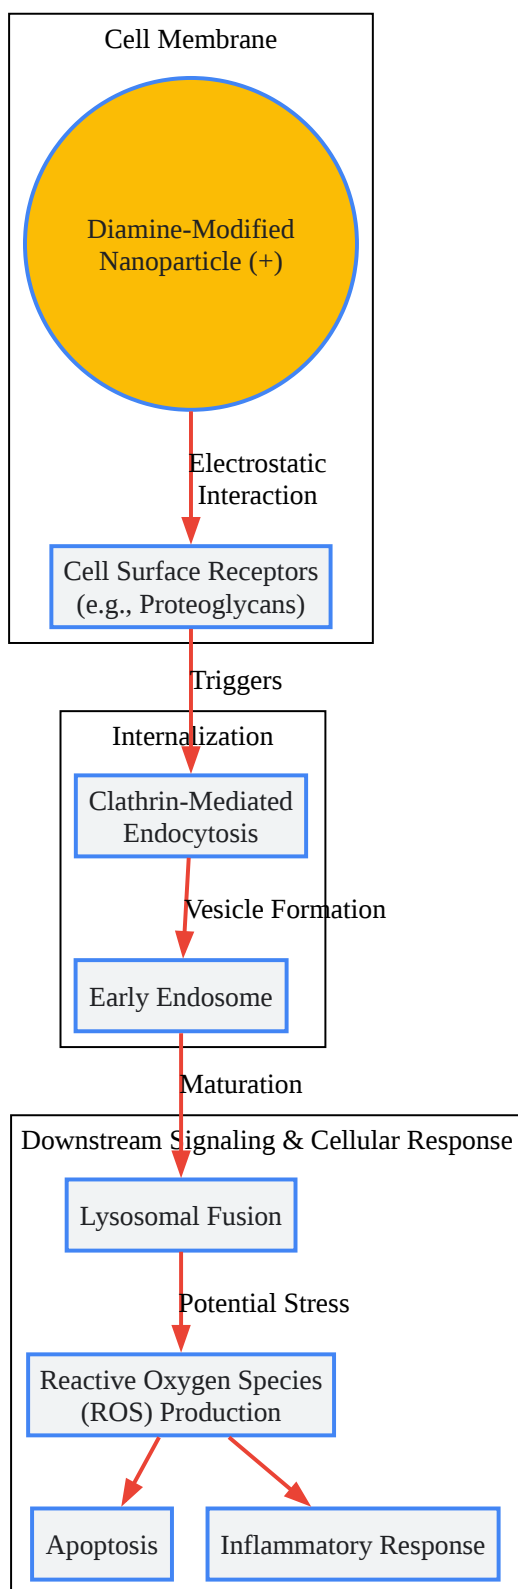 Cell Membrane
Diamine-Modified
Nanoparticle (+)
Electrostatic
Interaction
Cell Surface Receptors
(e.g., Proteoglycans)
Triggers
Internalization
Clathrin-Mediated
Endocytosis
Vesicle Formation
Early Endosome
Maturation
Downstream Signaling & Cellular Response
Lysosomal Fusion
Potential Stress
Reactive Oxygen Species
(ROS) Production
Apoptosis
Inflammatory Response